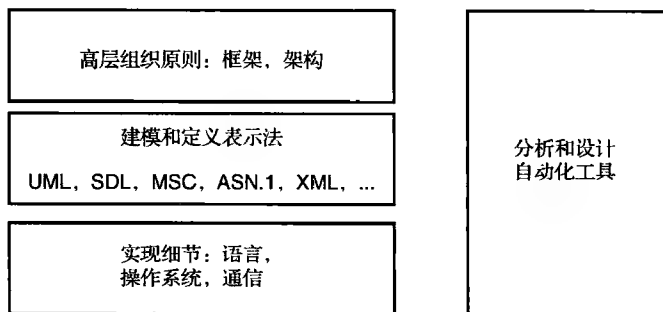 高层组织原则：框架，架构
建模和定义表示法
UML，SDL，MSC，ASN.1，XML，...
实现细节：语言，
操作系统，通信
分析和设计
自动化工具